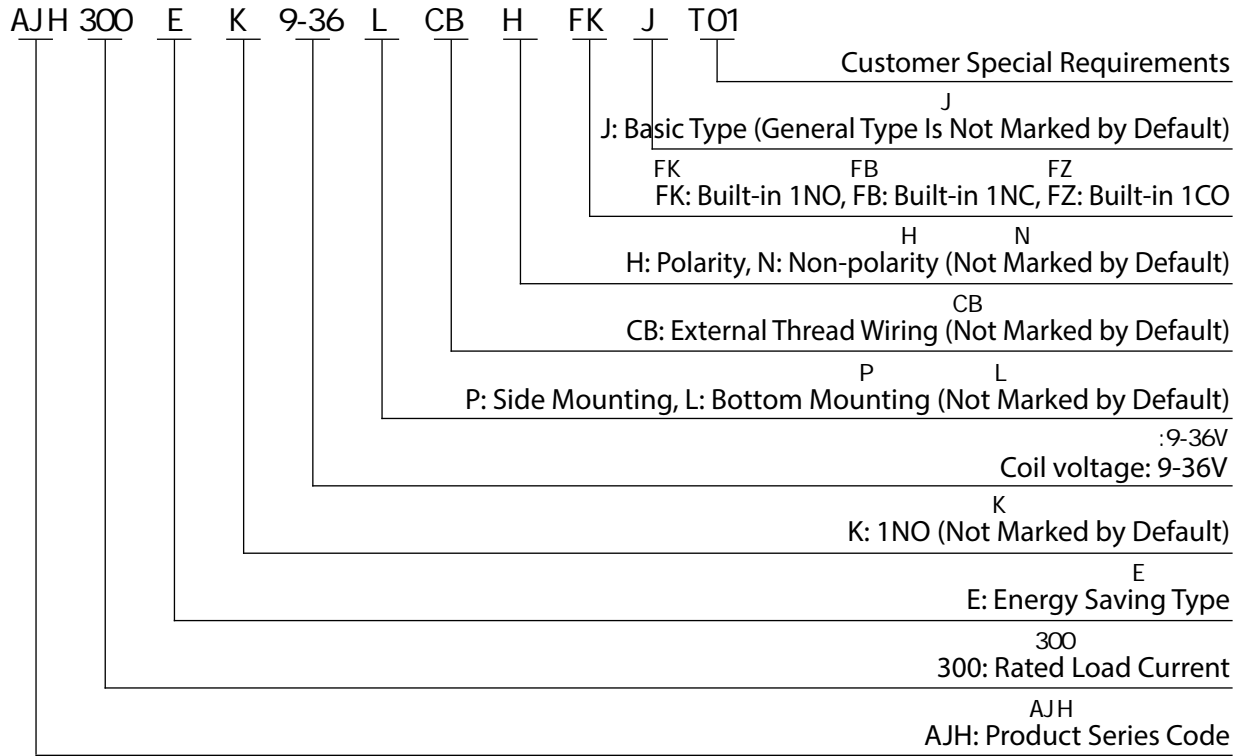 AJH 300 E K 9-36 L CB H FK J T01
Customer Special Requirements
J
J: Basic Type (General Type Is Not Marked by Default)
FK FB FZ
FK: Built-in 1NO, FB: Built-in 1NC, FZ: Built-in 1CO
H N
H: Polarity, N: Non-polarity (Not Marked by Default)
CB
CB: External Thread Wiring (Not Marked by Default)
P L
P: Side Mounting, L: Bottom Mounting (Not Marked by Default)
:9-36V
Coil voltage: 9-36V
K
K: 1NO (Not Marked by Default)
E
E: Energy Saving Type
300
300: Rated Load Current
AJH
AJH: Product Series Code